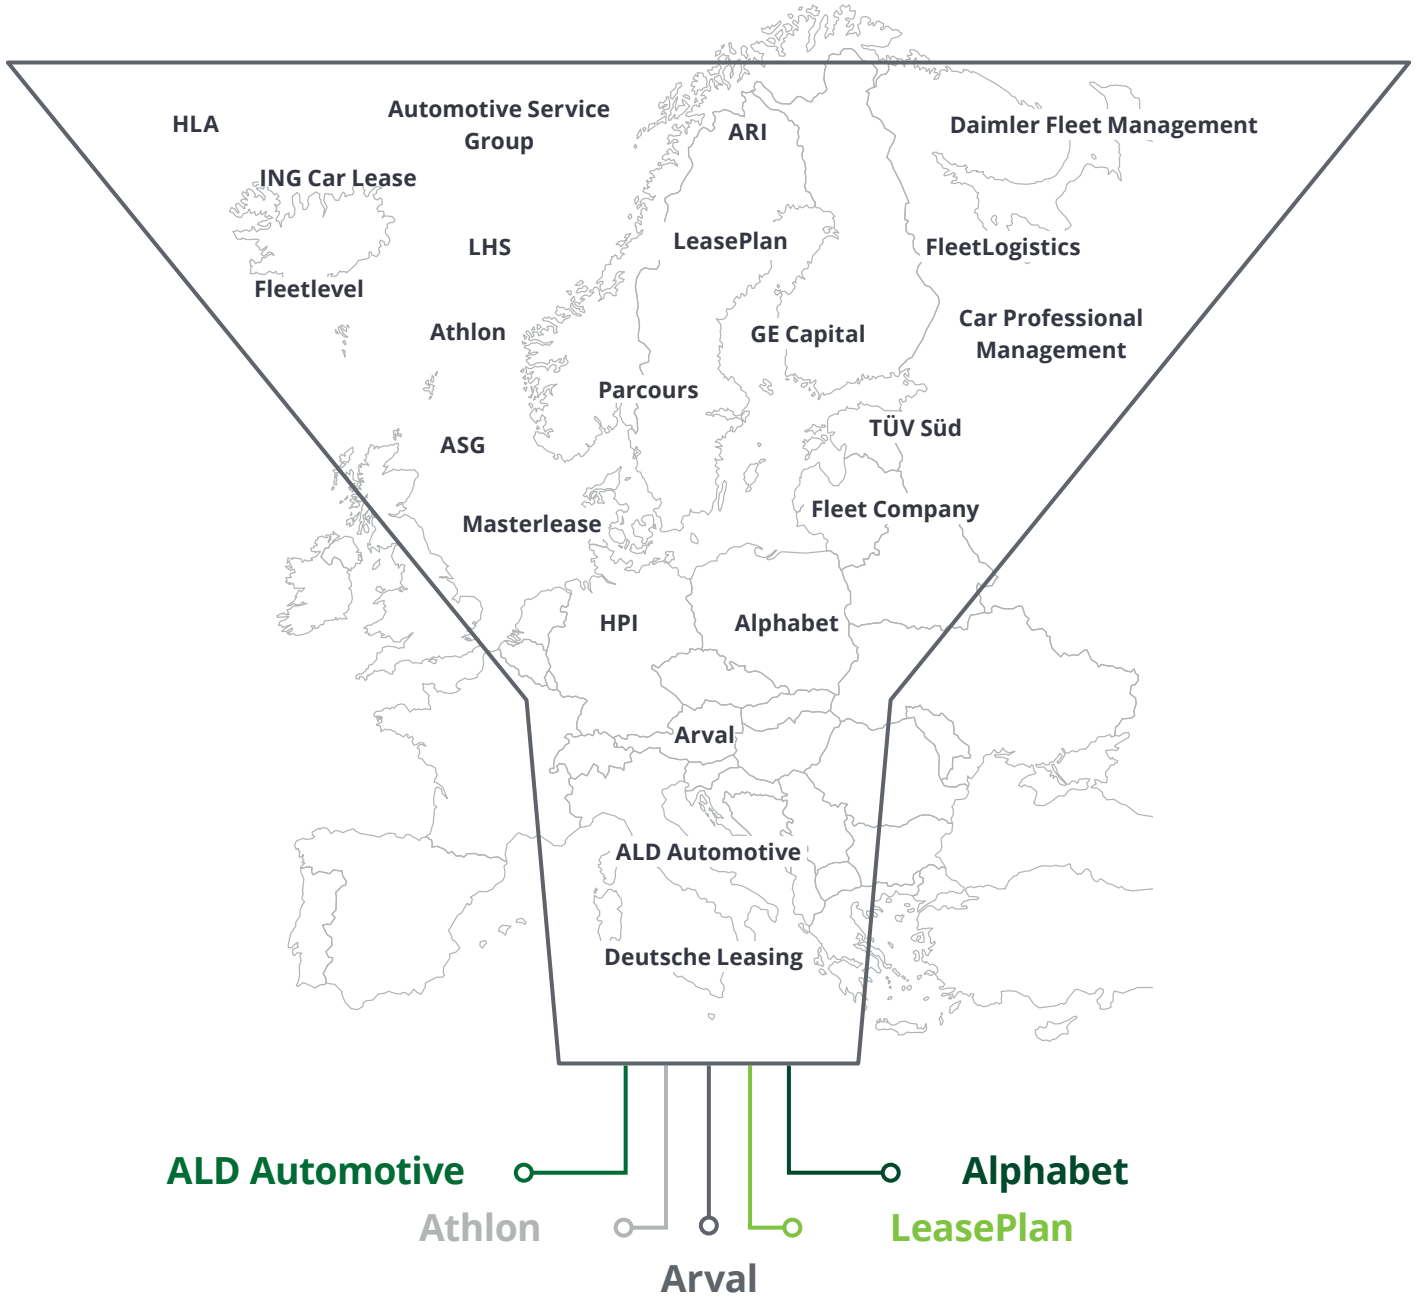 HLA
Automotive Service
Group
ARI
Daimler Fleet Management
ING Car Lease
LHS
LeasePlan
FleetLogistics
Fleetlevel
Athlon
GE Capital
Car Professional
Management
Parcours
TÜV Süd
ASG
Fleet Company
Masterlease
HPI
Alphabet
Arval
ALD Automotive
Deutsche Leasing
ALD Automotive
Alphabet
Athlon
LeasePlan
Arval